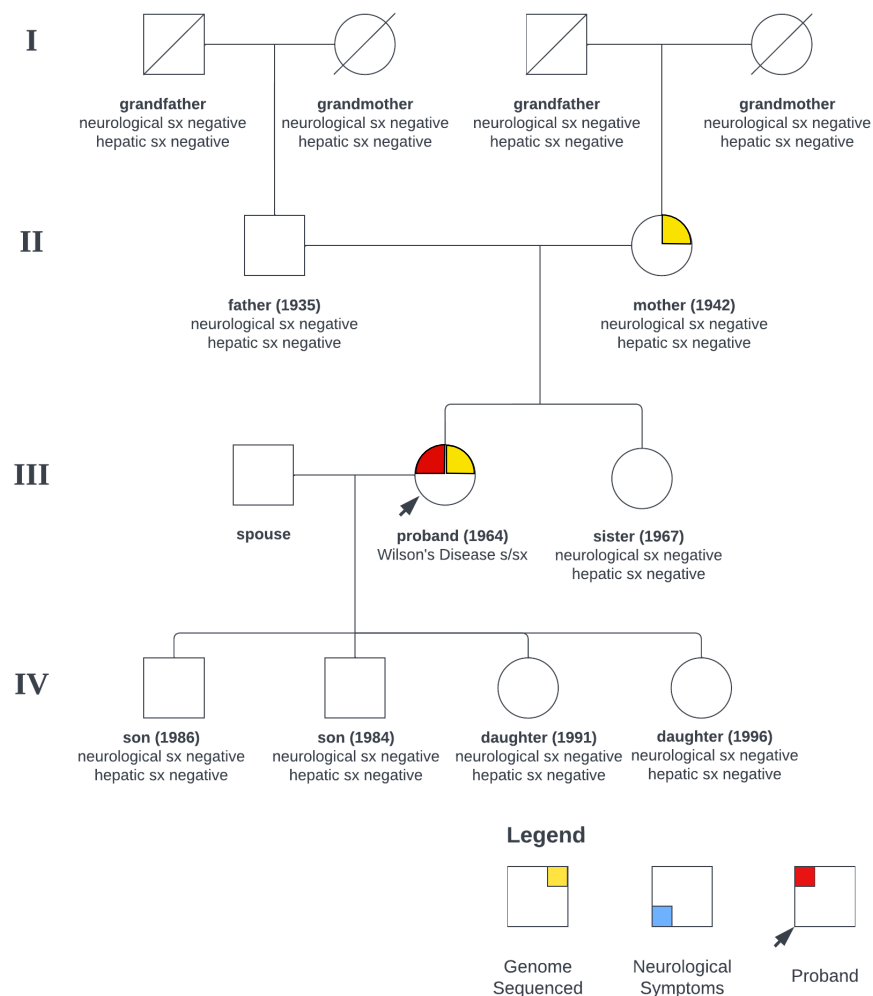 I
grandfather
neurological sx negative
hepatic sx negative
grandmother
neurological sx negative
hepatic sx negative
grandfather
neurological sx negative
hepatic sx negative
grandmother
neurological sx negative
hepatic sx negative
II
father (1935)
neurological sx negative
hepatic sx negative
mother (1942)
neurological sx negative
hepatic sx negative
III
spouse
proband (1964)
Wilson's Disease s/sx
sister (1967)
neurological sx negative
hepatic sx negative
IV
son (1986)
neurological sx negative
hepatic sx negative
son (1984)
neurological sx negative
hepatic sx negative
daughter (1991)
neurological sx negative
hepatic sx negative
daughter (1996)
neurological sx negative
hepatic sx negative
Legend
Genome
Sequenced
Neurological
Symptoms
Proband